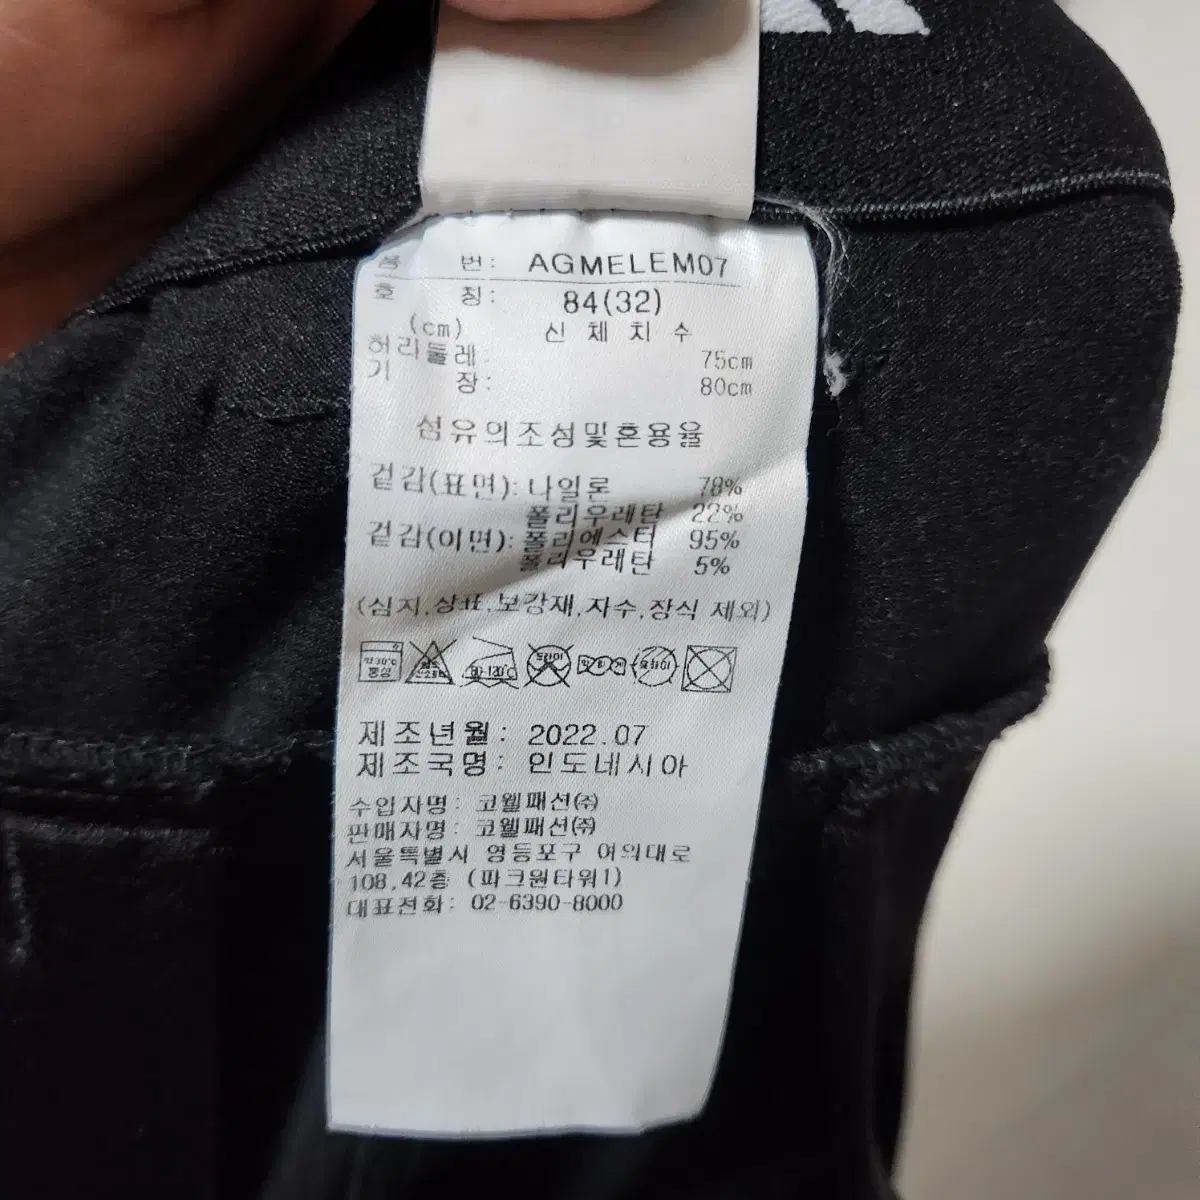 품 번: AGMELEM07
호 칭: 84(32)
(cm) 신 체 치 수
허리둘레: 75cm
기 장: 80cm
섬유의조성및혼용율
겉감(표면): 나일론 78%
폴리우레탄 22%
겉감(이면): 폴리에스터 95%
폴리우레탄 5%
(심지,상표,보강재,자수,장식 제외)
제조년월: 2022.07
제조국명: 인도네시아
수입자명: 코웰패션㈜
판매자명: 코웰패션㈜
서울특별시 영등포구 여의대로
108,42층 (파크원타워1)
대표전화: 02-6390-8000